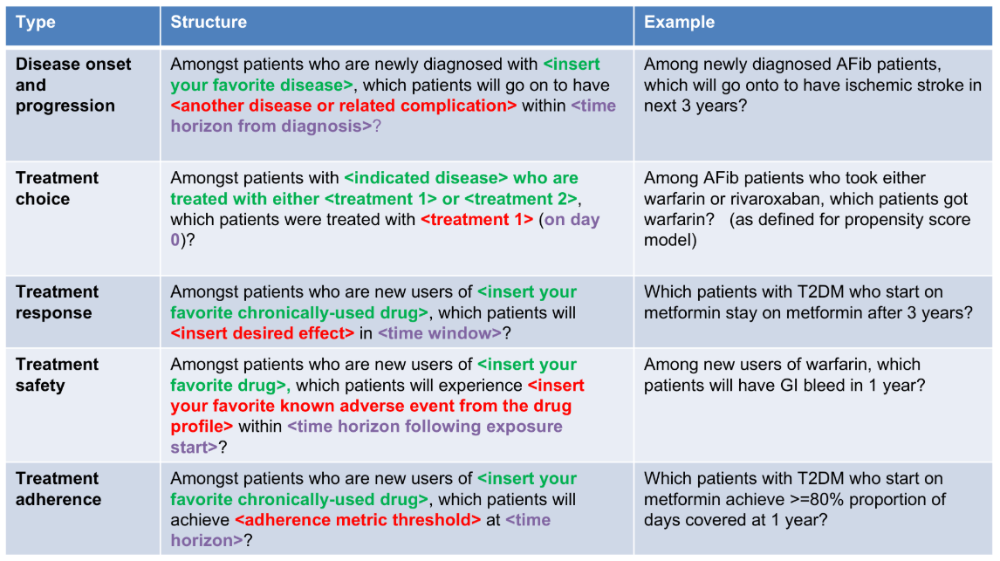 Type
Structure
Example
Disease onset
and
progression
Amongst patients who are newly diagnosed with <insert
your favorite disease>, which patients will go on to have
<another disease or related complication> within <time
horizon from diagnosis>?
Among newly diagnosed AFib patients,
which will go onto to have ischemic stroke in
next 3 years?
Treatment
choice
Amongst patients with <indicated disease> who are
treated with either <treatment 1> or <treatment 2>,
which patients were treated with <treatment 1> (on day
0)?
Among AFib patients who took either
warfarin or rivaroxaban, which patients got
warfarin? (as defined for propensity score
model)
Treatment
response
Amongst patients who are new users of <insert your
favorite chronically-used drug>, which patients will
<insert desired effect> in <time window>?
Which patients with T2DM who start on
metformin stay on metformin after 3 years?
Treatment
safety
Amongst patients who are new users of <insert your
favorite drug>, which patients will experience <insert
your favorite known adverse event from the drug
profile> within <time horizon following exposure
start>?
Among new users of warfarin, which
patients will have GI bleed in 1 year?
Treatment
adherence
Amongst patients who are new users of <insert your
favorite chronically-used drug>, which patients will
achieve <adherence metric threshold> at <time
horizon>?
Which patients with T2DM who start on
metformin achieve >=80% proportion of
days covered at 1 year?